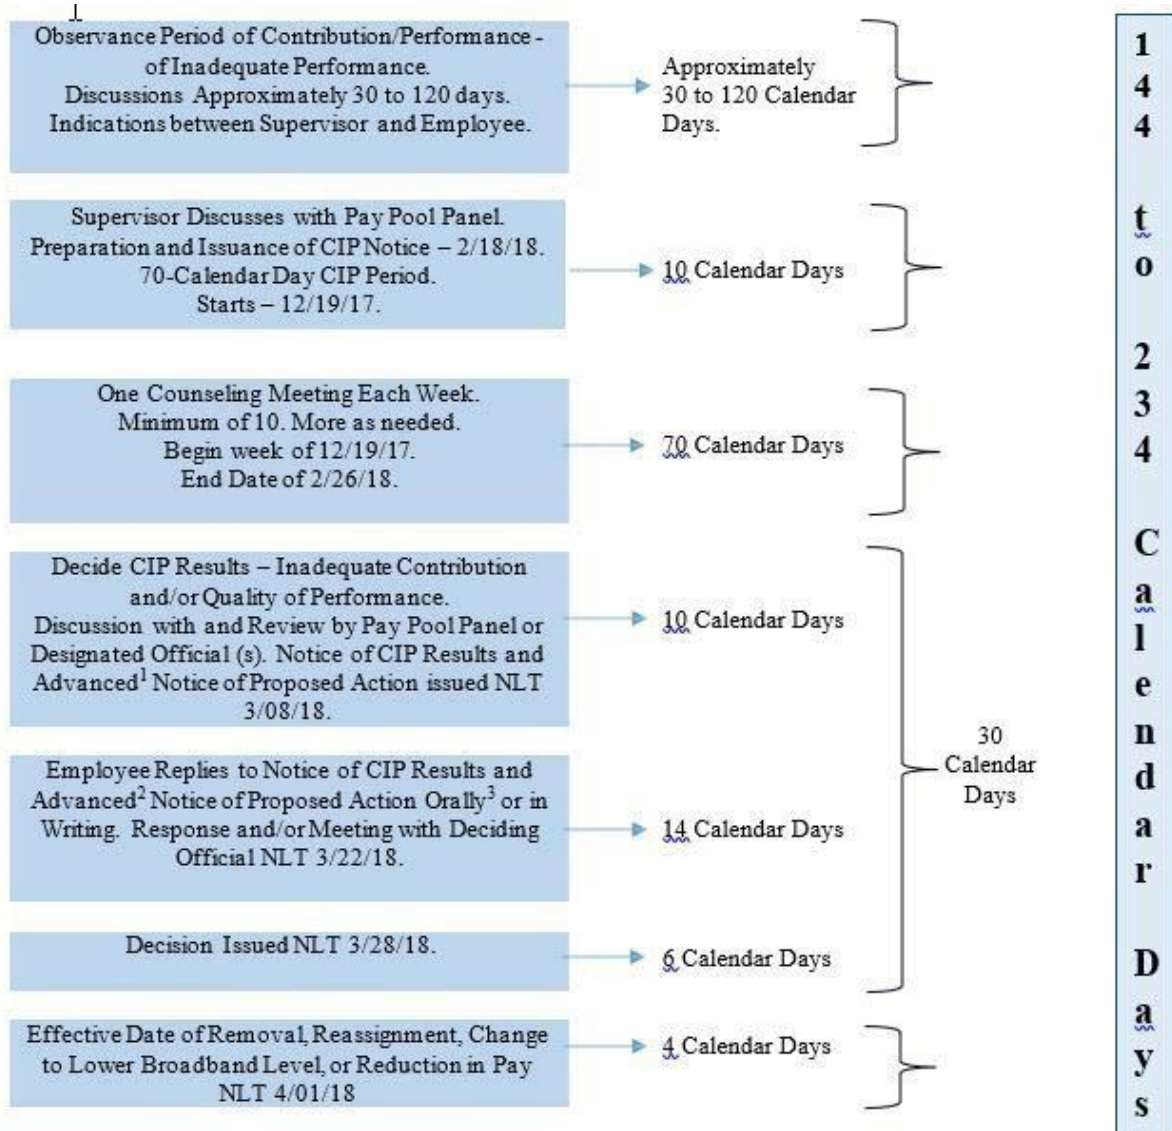 Observance Period of Contribution/Performance -
of Inadequate Performance.
Discussions Approximately 30 to 120 days.
Indications between Supervisor and Employee.
Approximately
30 to 120 Calendar
Days.
Supervisor Discusses with Pay Pool Panel.
Preparation and Issuance of CIP Notice – 2/18/18.
70-Calendar Day CIP Period.
Starts – 12/19/17.
10 Calendar Days
One Counseling Meeting Each Week.
Minimum of 10. More as needed.
Begin week of 12/19/17.
End Date of 2/26/18.
70 Calendar Days
Decide CIP Results – Inadequate Contribution
and/or Quality of Performance.
Discussion with and Review by Pay Pool Panel or
Designated Official (s). Notice of CIP Results and
Advanced¹ Notice of Proposed Action issued NLT
3/08/18.
10 Calendar Days
Employee Replies to Notice of CIP Results and
Advanced² Notice of Proposed Action Orally³ or in
Writing. Response and/or Meeting with Deciding
Official NLT 3/22/18.
14 Calendar Days
Decision Issued NLT 3/28/18.
6 Calendar Days
30
Calendar
Days
Effective Date of Removal, Reassignment, Change
to Lower Broadband Level, or Reduction in Pay
NLT 4/01/18
4 Calendar Days
144 to 234 Calendar Days